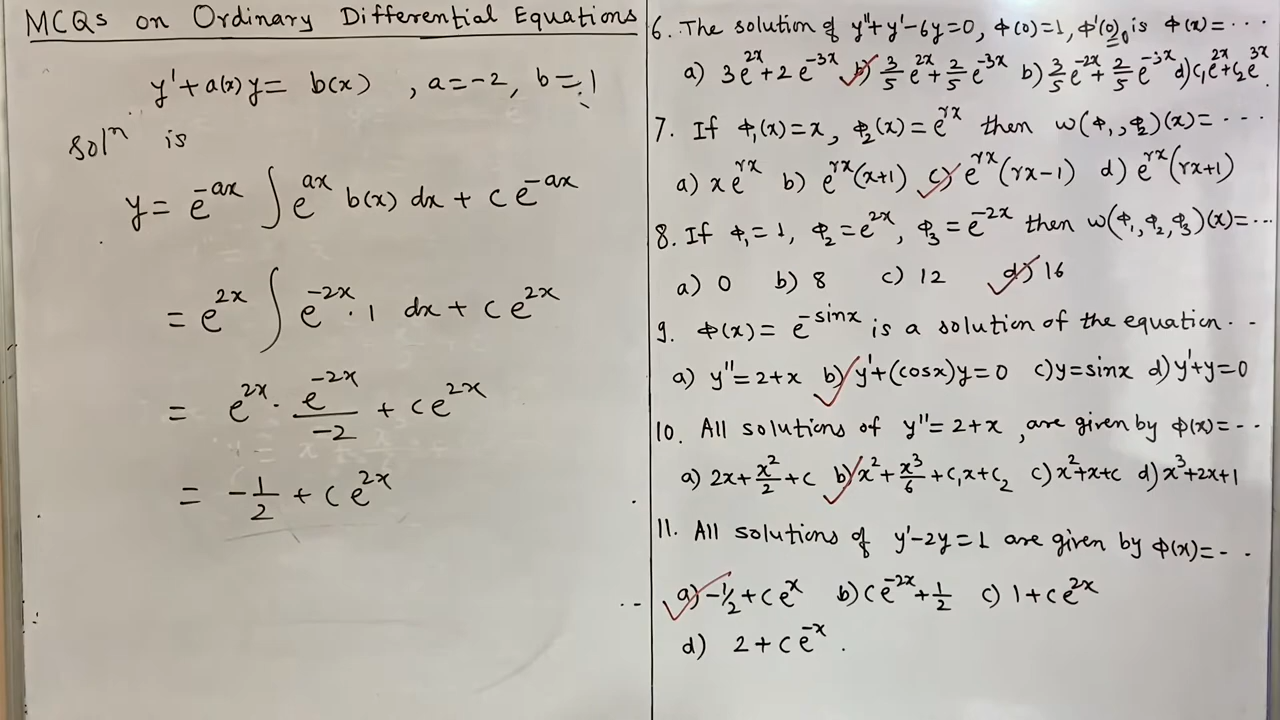 MCQs on Ordinary Differential Equations
y' + a(x) y = b(x) , a = -2, b = 1
Solⁿ is
y = e^{-ax} ∫ e^{ax} b(x) dx + c e^{-ax}
= e^{2x} ∫ e^{-2x} · 1 dx + c e^{2x}
= e^{2x} · e^{-2x}/-2 + c e^{2x}
= -1/2 + c e^{2x}
6. The solution of y''+y'-6y=0, ϕ(0)=1, ϕ'(0)=0 is ϕ(x)=···
a) 3e^{2x}+2e^{-3x} b) 3/5 e^{2x}+2/5 e^{-3x} b) 3/5 e^{-2x}+2/5 e^{-3x} d) c₁e^{2x}+c₂e^{3x}
7. If ϕ₁(x)=x, ϕ₂(x)=e^{rx} then W(ϕ₁,ϕ₂)(x)=····
a) x e^{rx} b) e^{rx}(x+1) c) e^{rx}(rx-1) d) e^{rx}(rx+1)
8. If ϕ₁=1, ϕ₂=e^{2x}, ϕ₃=e^{-2x} then W(ϕ₁,ϕ₂,ϕ₃)(x)=···
a) 0 b) 8 c) 12 d) 16
9. ϕ(x)= e^{-sinx} is a solution of the equation···
a) y''=2+x b) y'+(cosx)y=0 c) y=sinx d) y'+y=0
10. All solutions of y''=2+x, are given by ϕ(x)=--
a) 2x+x²/2+c b) x²+x³/6+c₁x+c₂ c) x²+x+c d) x³+2x+1
11. All solutions of y'-2y=1 are given by ϕ(x)=---
a) -1/2+ce^{x} b) ce^{-2x}+1/2 c) 1+ce^{2x}
d) 2+ce^{-x}.